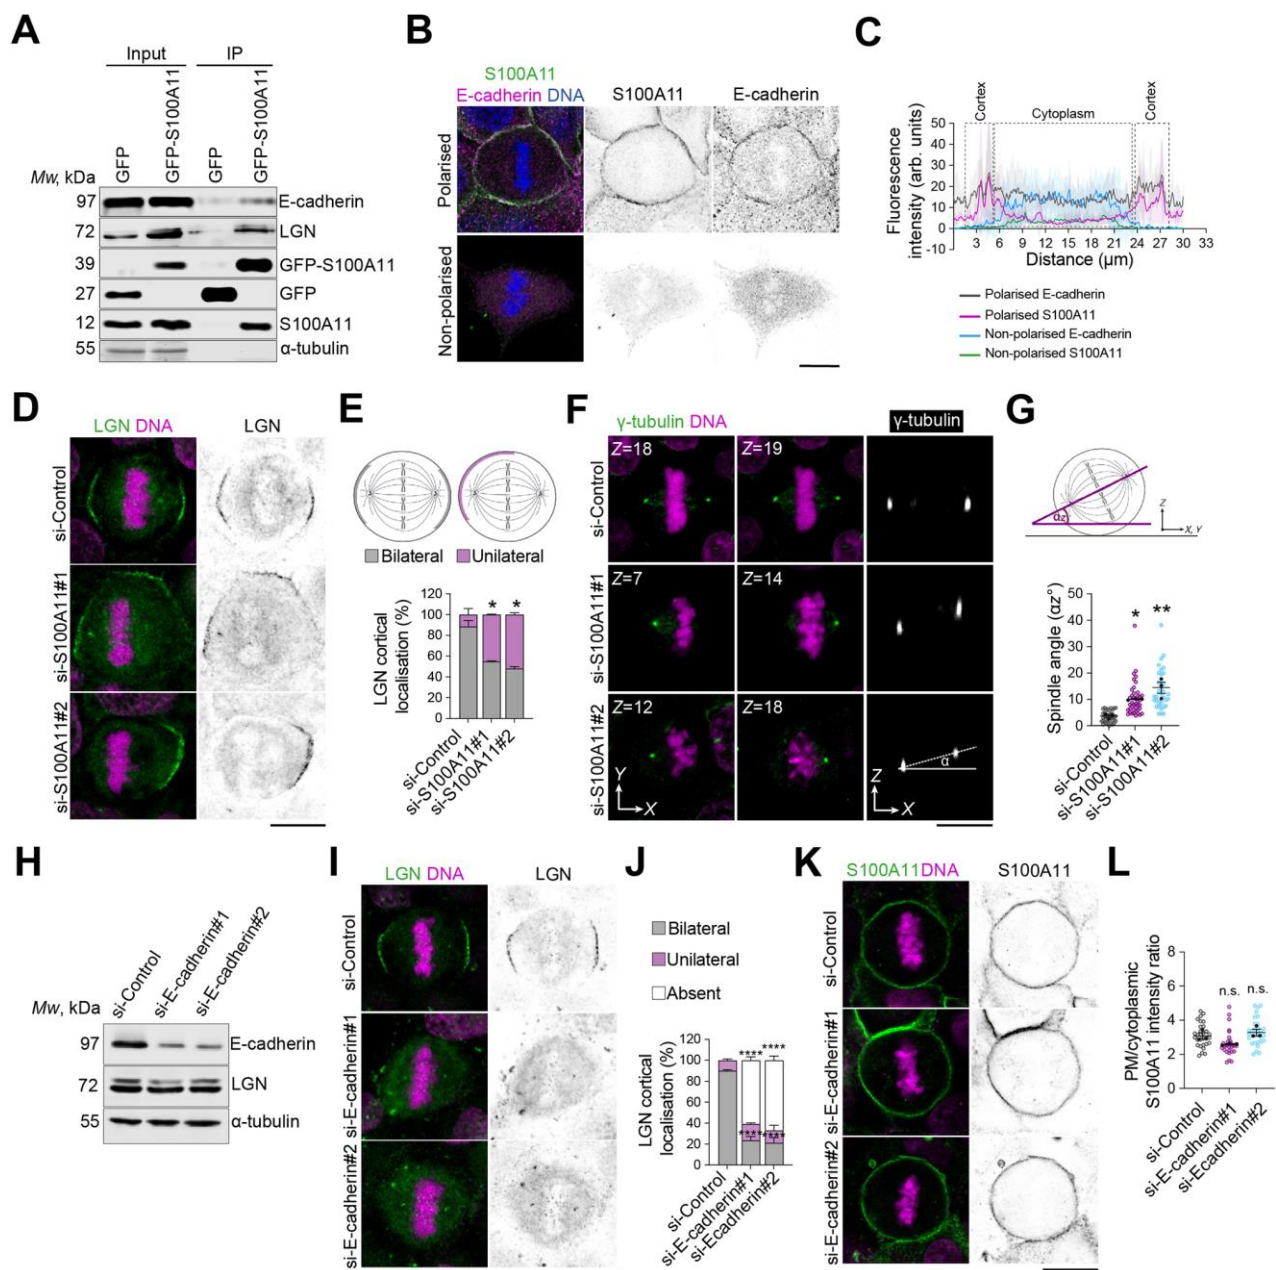 A
Input
IP
GFP
GFP-S100A11
GFP
GFP-S100A11
Mw, kDa
97
E-cadherin
72
LGN
39
GFP-S100A11
27
GFP
12
S100A11
55
α-tubulin
B
S100A11
E-cadherin DNA
S100A11
E-cadherin
Polarised
Non-polarised
C
Cortex
Cytoplasm
Cortex
Fluorescence
intensity (arb. units)
50
40
30
20
10
0
-10
3 6 9 12 15 18 21 24 27 30 33
Distance (µm)
Polarised E-cadherin
Polarised S100A11
Non-polarised E-cadherin
Non-polarised S100A11
D
LGN DNA
LGN
si-Control
si-S100A11#1
si-S100A11#2
E
Bilateral
Unilateral
LGN cortical
localisation (%)
120
100
80
60
40
20
0
* *
si-Control
si-S100A11#1
si-S100A11#2
F
γ-tubulin DNA
γ-tubulin
si-Control
Z=18
Z=19
si-S100A11#1
Z=7
Z=14
si-S100A11#2
Z=12
Z=18
α
Y
X
Z
X
G
αz
Z
X, Y
Spindle angle (αz°)
50
40
30
20
10
0
*
**
si-Control
si-S100A11#1
si-S100A11#2
H
si-Control
si-E-cadherin#1
si-E-cadherin#2
Mw, kDa
97
E-cadherin
72
LGN
55
α-tubulin
I
LGN DNA
LGN
si-Control
si-E-cadherin#1
si-E-cadherin#2
J
Bilateral
Unilateral
Absent
LGN cortical
localisation (%)
120
100
80
60
40
20
0
**** ****
**** ****
si-Control
si-E-cadherin#1
si-Ecadherin#2
K
S100A11DNA
S100A11
si-Control
si-E-cadherin#1
si-E-cadherin#2
L
PM/cytoplasmic
S100A11 intensity ratio
8
6
4
2
0
n.s.
n.s.
si-Control
si-E-cadherin#1
si-Ecadherin#2